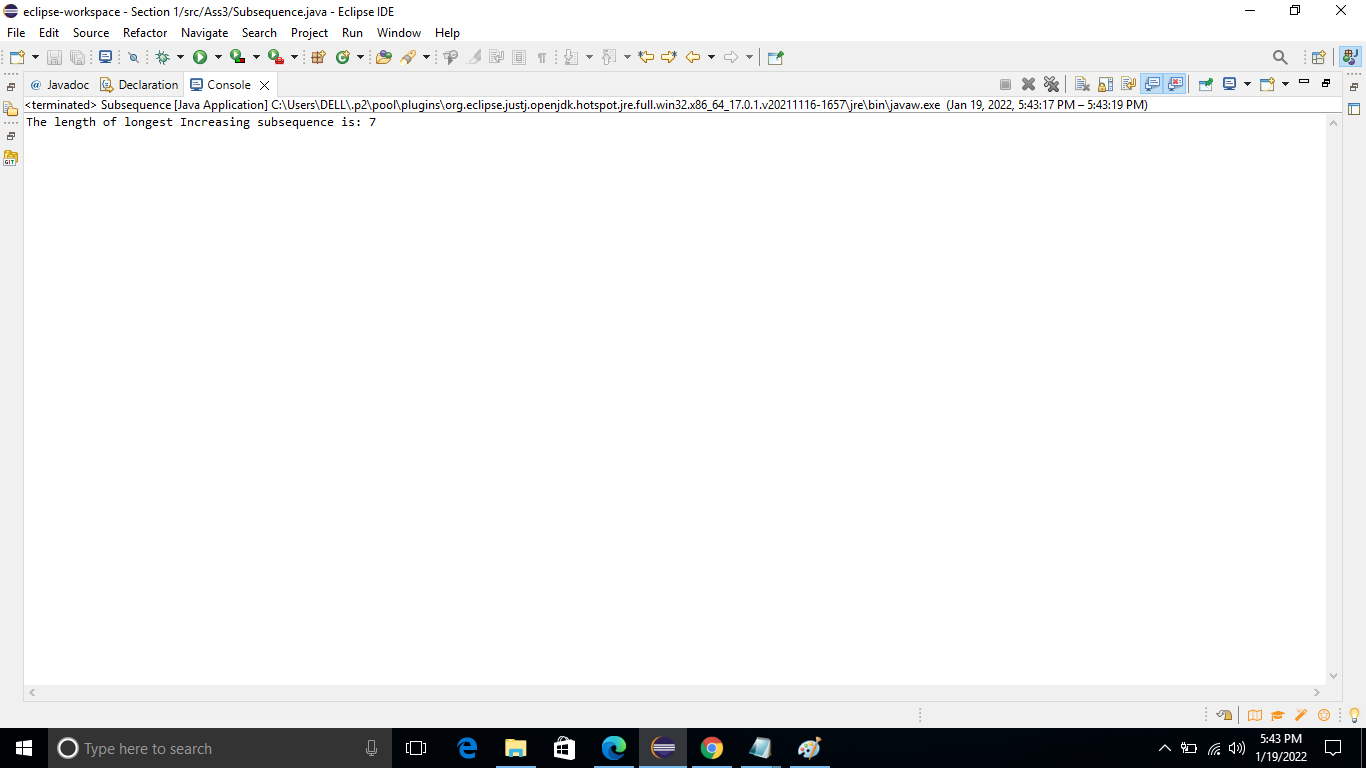 eclipse-workspace - Section 1/src/Ass3/Subsequence.java - Eclipse IDE
File Edit Source Refactor Navigate Search Project Run Window Help
@ Javadoc Declaration Console
<terminated> Subsequence [Java Application] C:\Users\DELL\.p2\pool\plugins\org.eclipse.justj.openjdk.hotspot.jre.full.win32.x86_64_17.0.1.v20211116-1657\jre\bin\javaw.exe (Jan 19, 2022, 5:43:17 PM – 5:43:19 PM)
The length of longest Increasing subsequence is: 7
GIT
Type here to search
5:43 PM
1/19/2022